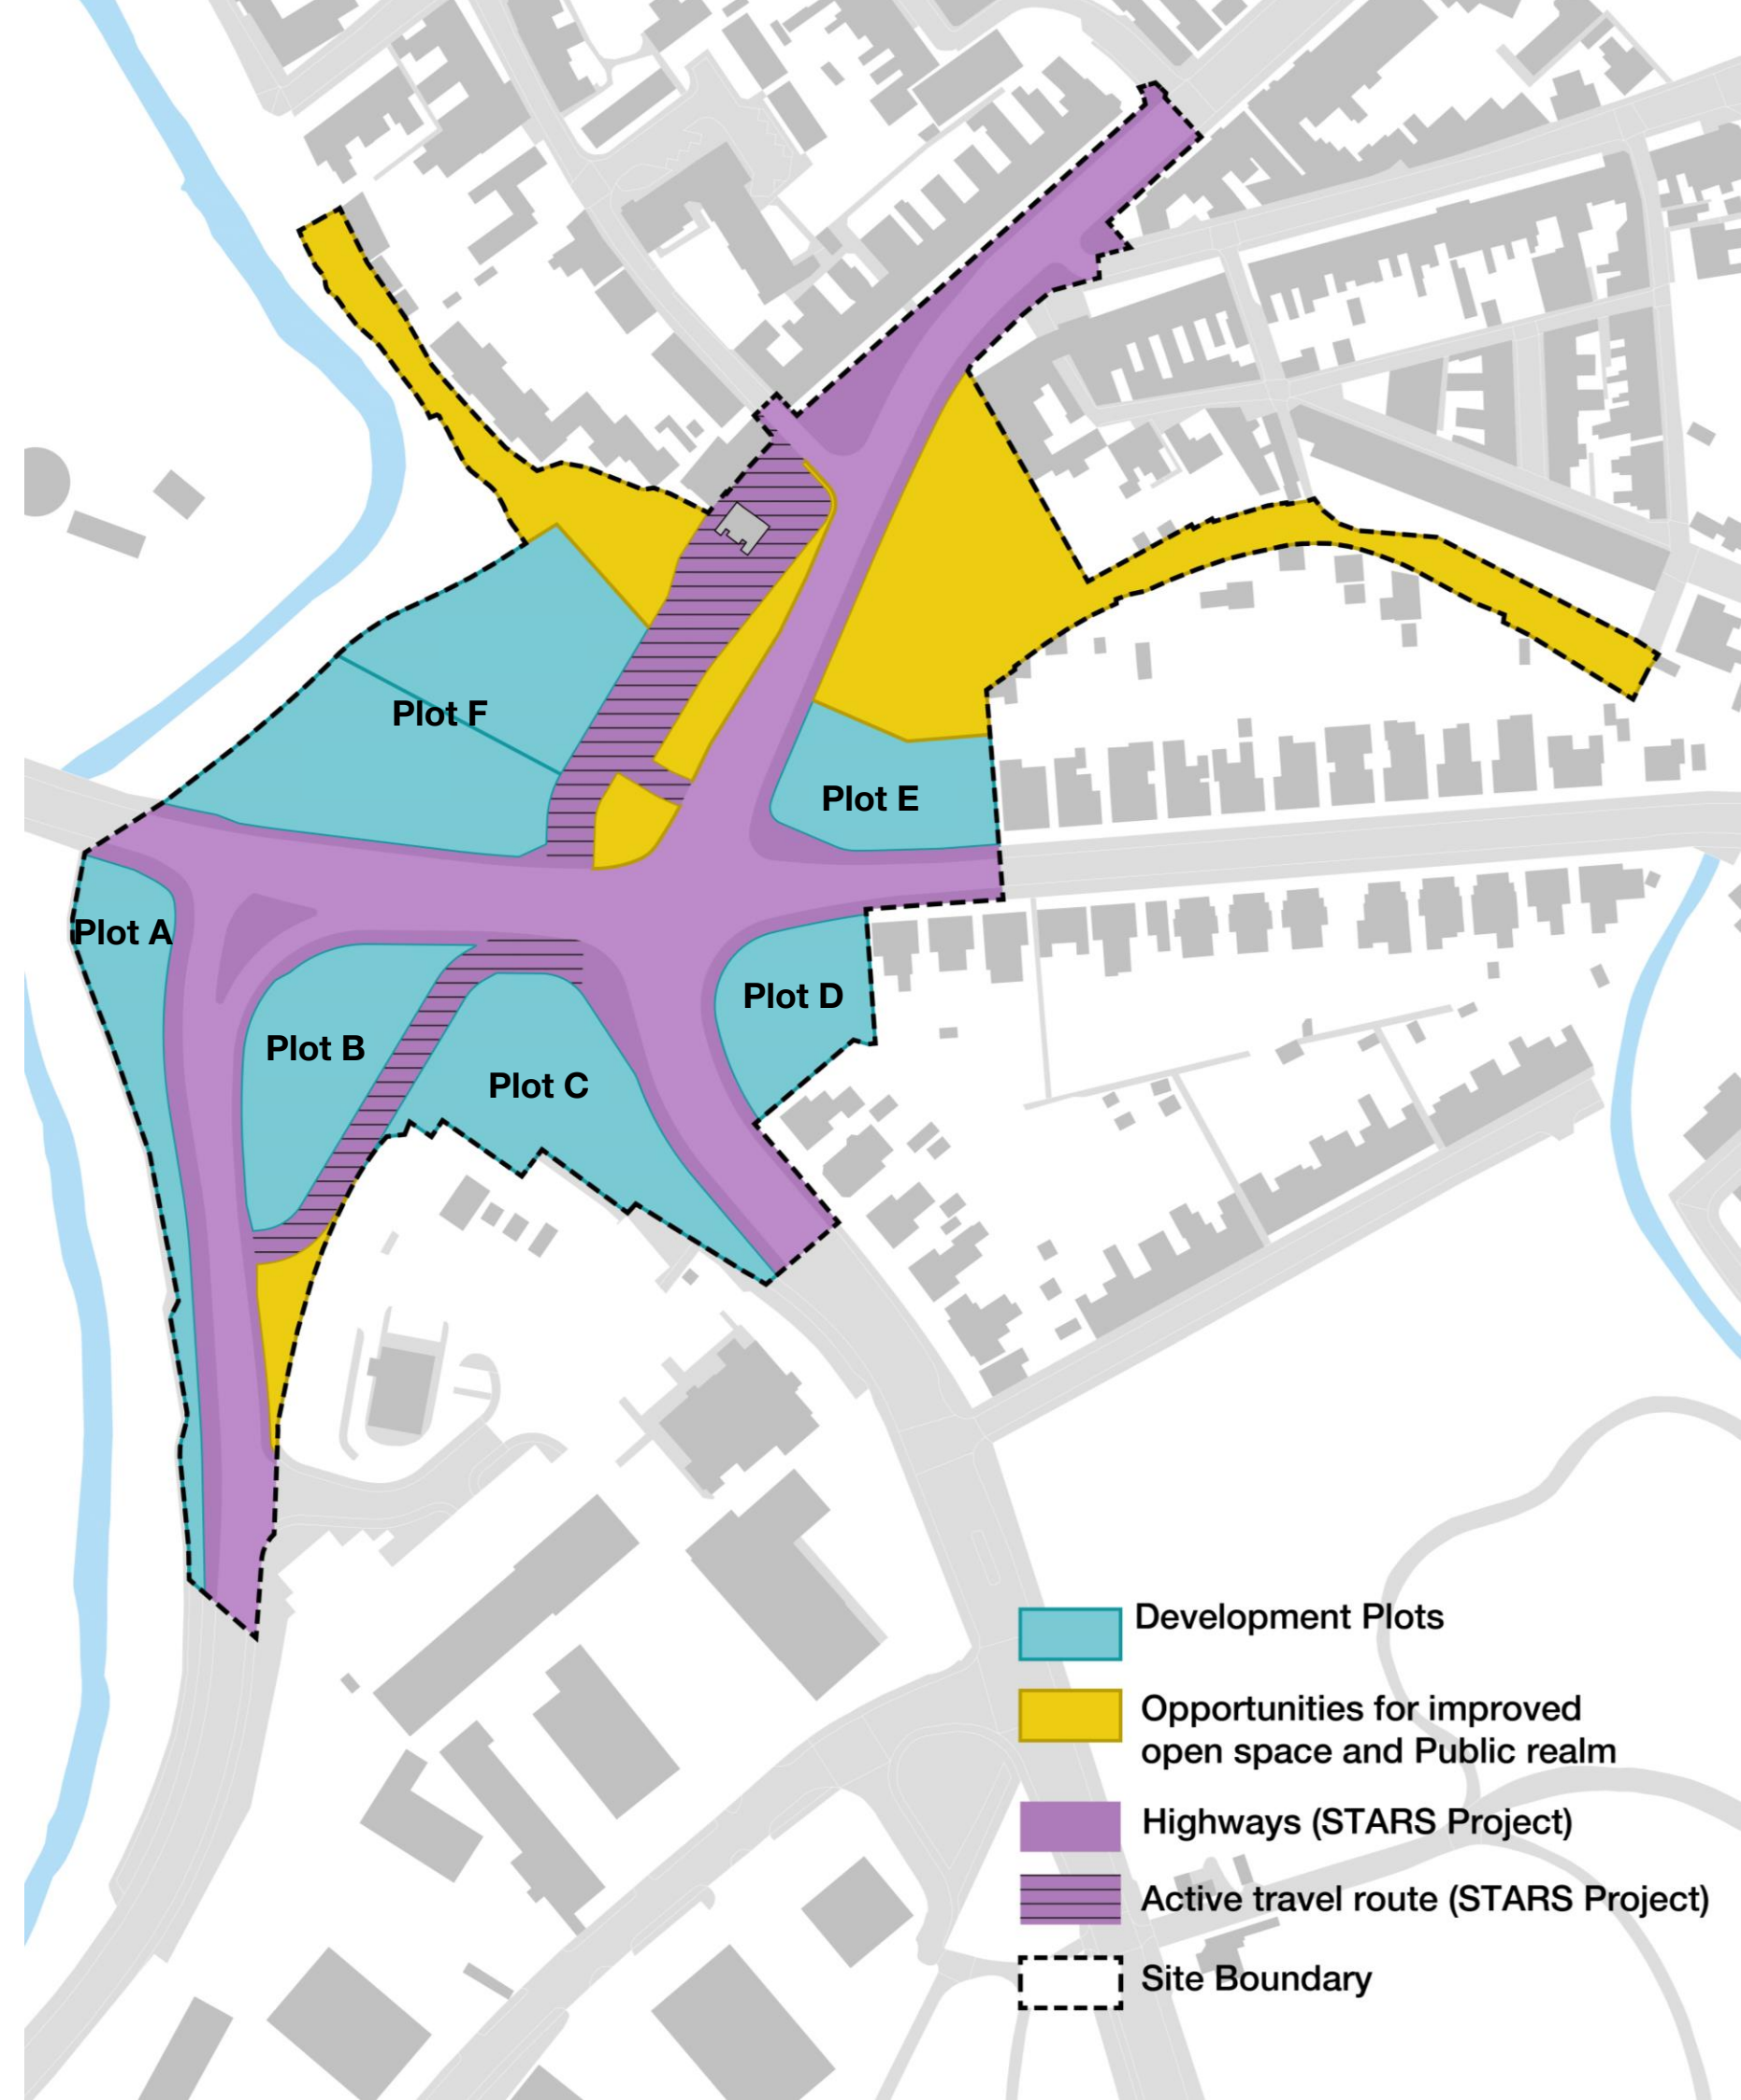 Plot F
Plot E
Plot A
Plot D
Plot B
Plot C
Development Plots
Opportunities for improved
open space and Public realm
Highways (STARS Project)
Active travel route (STARS Project)
Site Boundary